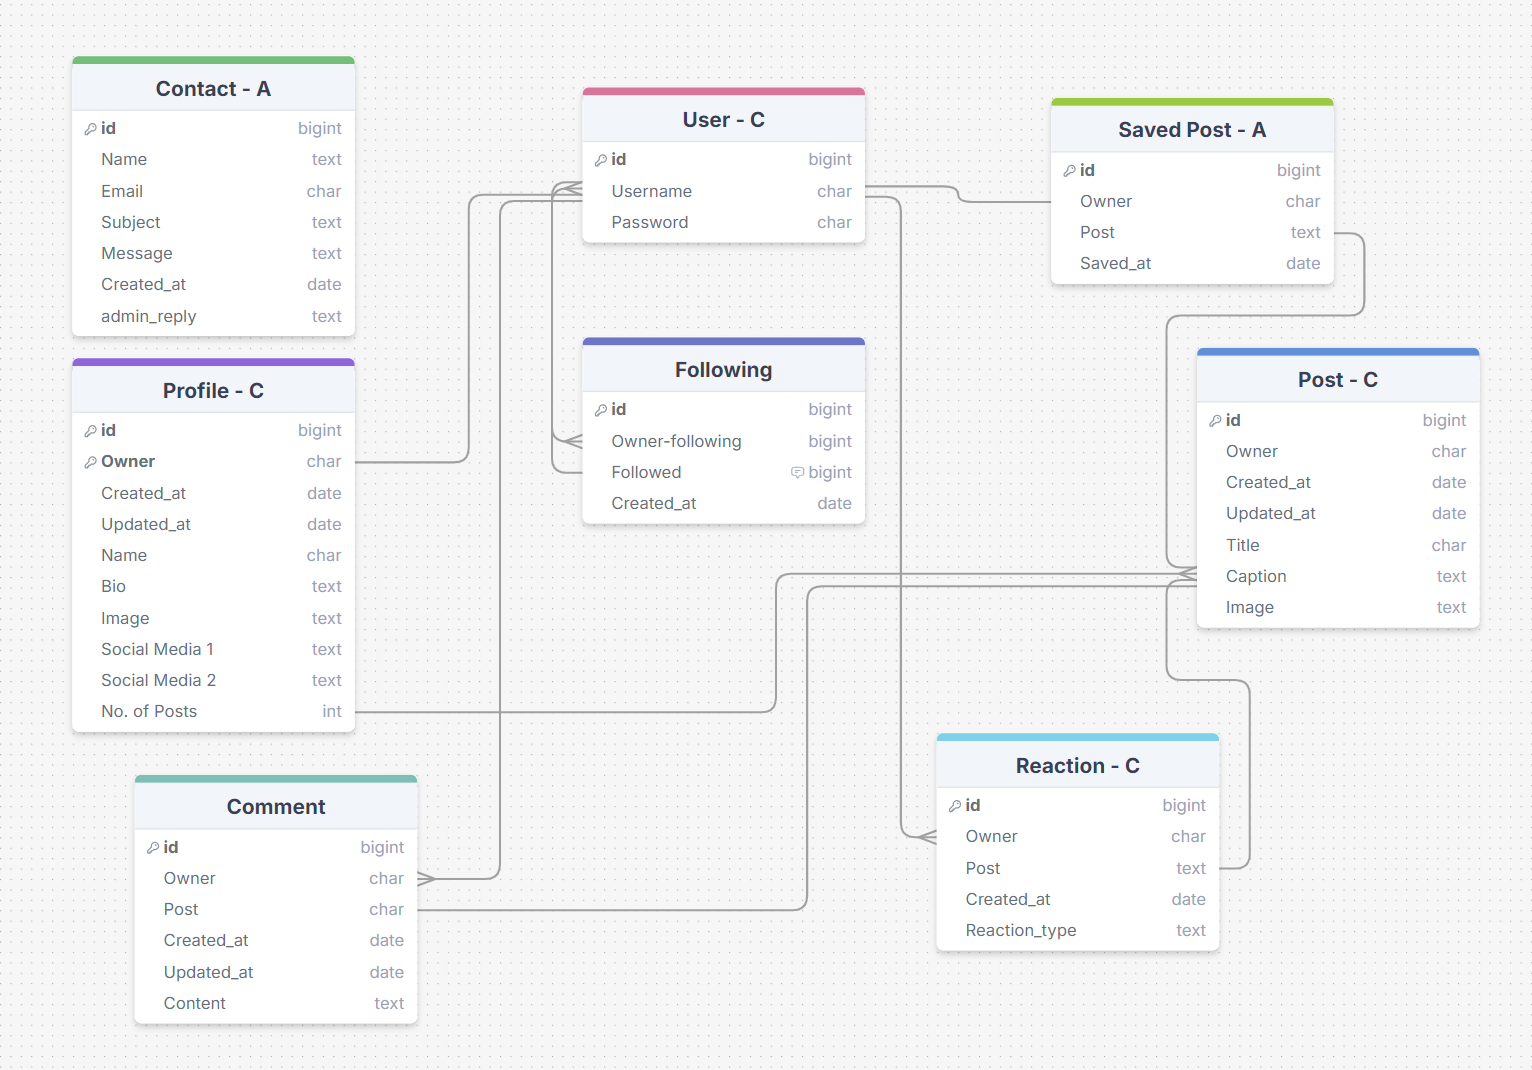 Contact - A
id bigint
Name text
Email char
Subject text
Message text
Created_at date
admin_reply text
User - C
id bigint
Username char
Password char
Saved Post - A
id bigint
Owner char
Post text
Saved_at date
Profile - C
id bigint
Owner char
Created_at date
Updated_at date
Name char
Bio text
Image text
Social Media 1 text
Social Media 2 text
No. of Posts int
Following
id bigint
Owner-following bigint
Followed bigint
Created_at date
Post - C
id bigint
Owner char
Created_at date
Updated_at date
Title char
Caption text
Image text
Comment
id bigint
Owner char
Post char
Created_at date
Updated_at date
Content text
Reaction - C
id bigint
Owner char
Post text
Created_at date
Reaction_type text